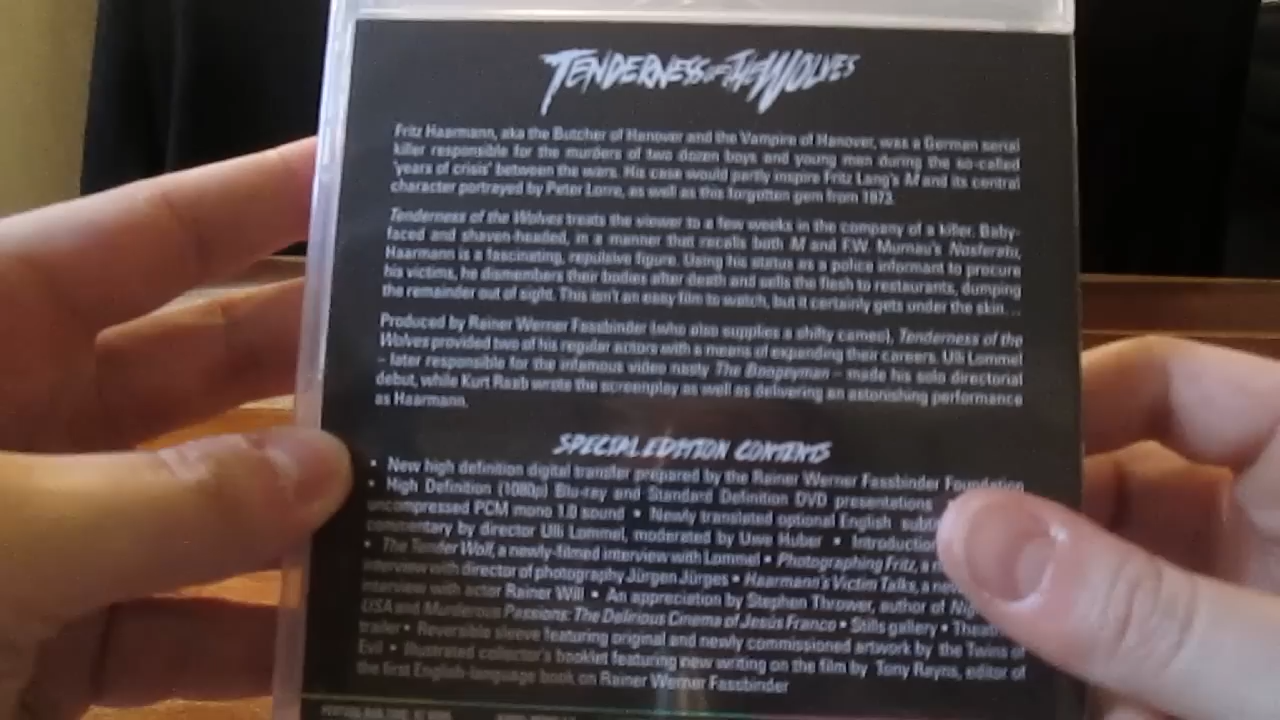 TENDERNESS OF THE WOLVES
Fritz Haarmann, aka the Butcher of Hanover and the Vampire of Hanover, was a German serial
killer responsible for the murders of two dozen boys and young men during the so-called
'years of crisis' between the wars. His case would partly inspire Fritz Lang's M and its central
character portrayed by Peter Lorre, as well as this forgotten gem from 1973.
Tenderness of the Wolves treats the viewer to a few weeks in the company of a killer. Baby-
faced and shaven-headed, in a manner that recalls both M and F.W. Murnau's Nosferatu,
Haarmann is a fascinating, repulsive figure. Using his status as a police informant to procure
his victims, he dismembers their bodies after death and sells the flesh to restaurants, dumping
the remainder out of sight. This isn't an easy film to watch, but it certainly gets under the skin...
Produced by Rainer Werner Fassbinder (who also supplies a shifty cameo), Tenderness of the
Wolves provided two of his regular actors with a means of expanding their careers. Ulli Lommel
– later responsible for the infamous video nasty The Boogeyman – made his solo directorial
debut, while Kurt Raab wrote the screenplay as well as delivering an astonishing performance
as Haarmann.
SPECIAL EDITION CONTENTS
• New high definition digital transfer prepared by the Rainer Werner Fassbinder Foundation
• High Definition (1080p) Blu-ray and Standard Definition DVD presentations
uncompressed PCM mono 1.0 sound • Newly translated optional English
commentary by director Ulli Lommel, moderated by Uwe Huber • Introduction
• The Tender Wolf, a newly-filmed interview with Lommel • Photographing Fritz, a
interview with director of photography Jürgen Jürges • Haarmann's Victim Talks, a
interview with actor Rainer Will • An appreciation by Stephen Thrower, author of
USA and Murderous Passions: The Delirious Cinema of Jesús Franco • Stills gallery •
trailer • Reversible sleeve featuring original and newly commissioned artwork by the Twins of
Evil • Illustrated collector's booklet featuring new writing on the film by Tony Rayns, editor of
the first English-language book on Rainer Werner Fassbinder